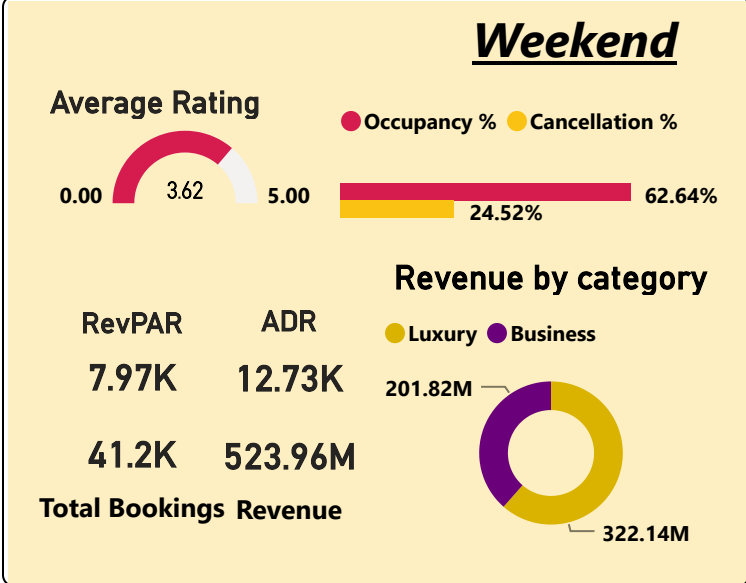 Weekend
Average Rating
0.00 3.62 5.00
Occupancy % Cancellation %
62.64%
24.52%
RevPAR ADR
7.97K 12.73K
41.2K 523.96M
Total Bookings Revenue
Revenue by category
Luxury Business
201.82M
322.14M